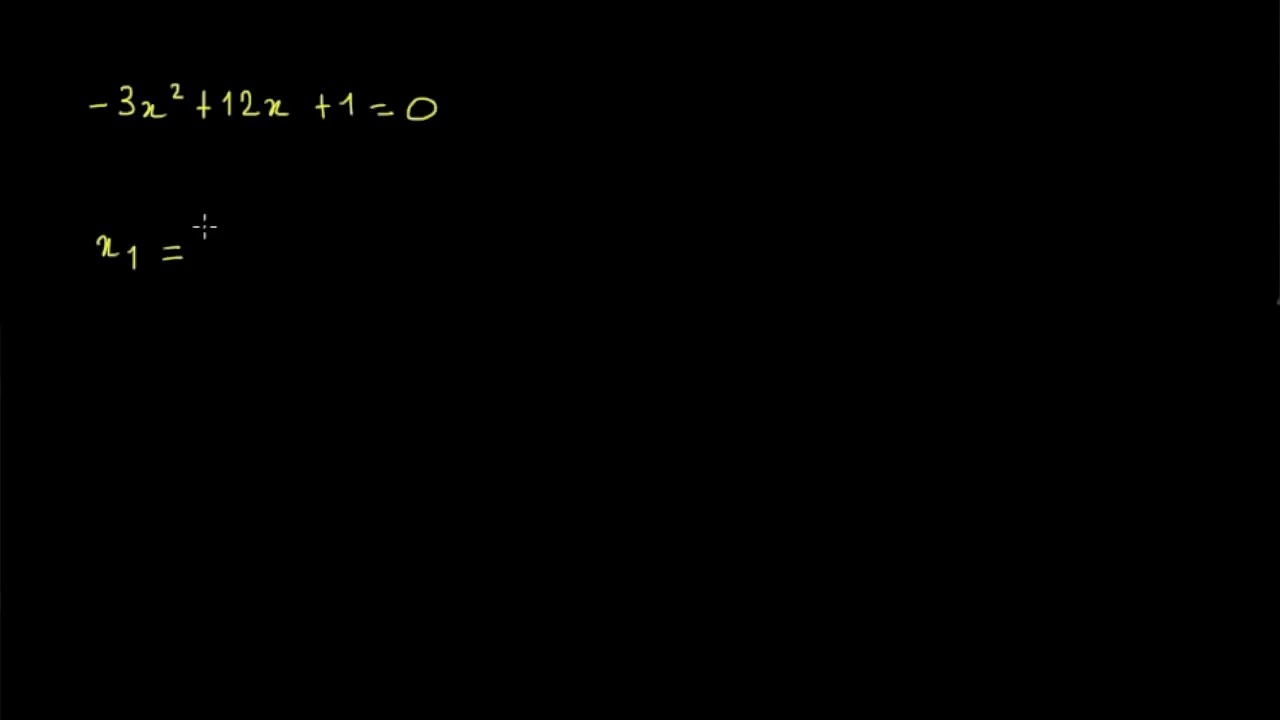 -3x² +12x +1 = 0
x₁ =